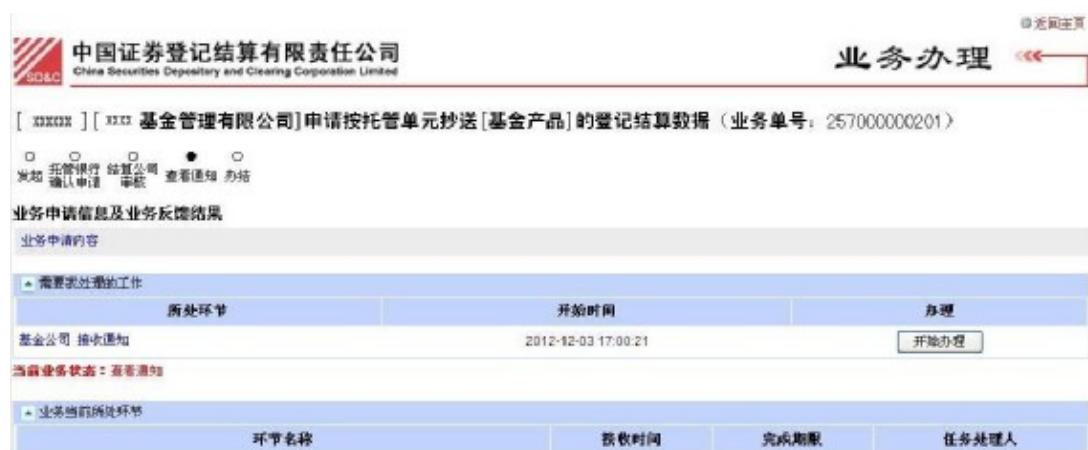 返回主页
中国证券登记结算有限责任公司
China Securities Depository and Clearing Corporation Limited
SD&C
业务办理
[ xxxxx ][ xxx 基金管理有限公司]申请按托管单元抄送[基金产品]的登记结算数据（业务单号：257000000201）
发起 托管银行确认申请 结算公司审核 查看通知 办结
业务申请信息及业务反馈结果
业务申请内容
需要我处理的工作
所处环节 开始时间 办理
基金公司 接收通知 2012-12-03 17:00:21 开始办理
当前业务状态：查看通知
业务当前所处环节
环节名称 接收时间 完成期限 任务处理人